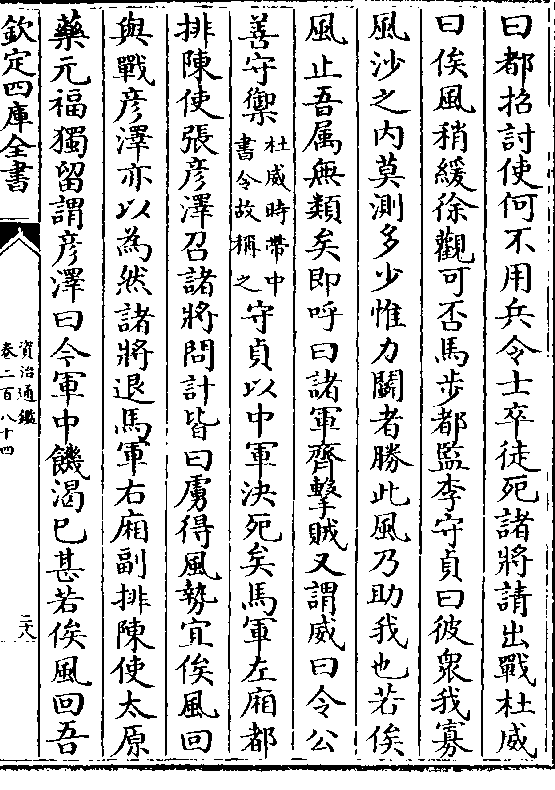 曰都招討使何不用兵令士卒徒死諸將請出戰杜威
曰俟風稍緩徐觀可否馬步都監李守貞曰彼衆我寡
風沙之内莫測多少惟力鬬者勝此風乃助我也若俟
風止吾属無類矣即呼曰諸軍齊擊賊又謂威曰令公
善守禦杜威時帶中書令故稱之守貞以中軍決死矣馬軍左廂都
排陳使張彦澤召諸將問計皆曰虜得風勢宜俟風回
與戰彦澤亦以為然諸將退馬軍右廂副排陳使太原
藥元福獨留謂彦澤曰今軍中饑渴已甚若俟風回吾
欽定四庫全書
資治通鑑
卷二百八十四
二十八